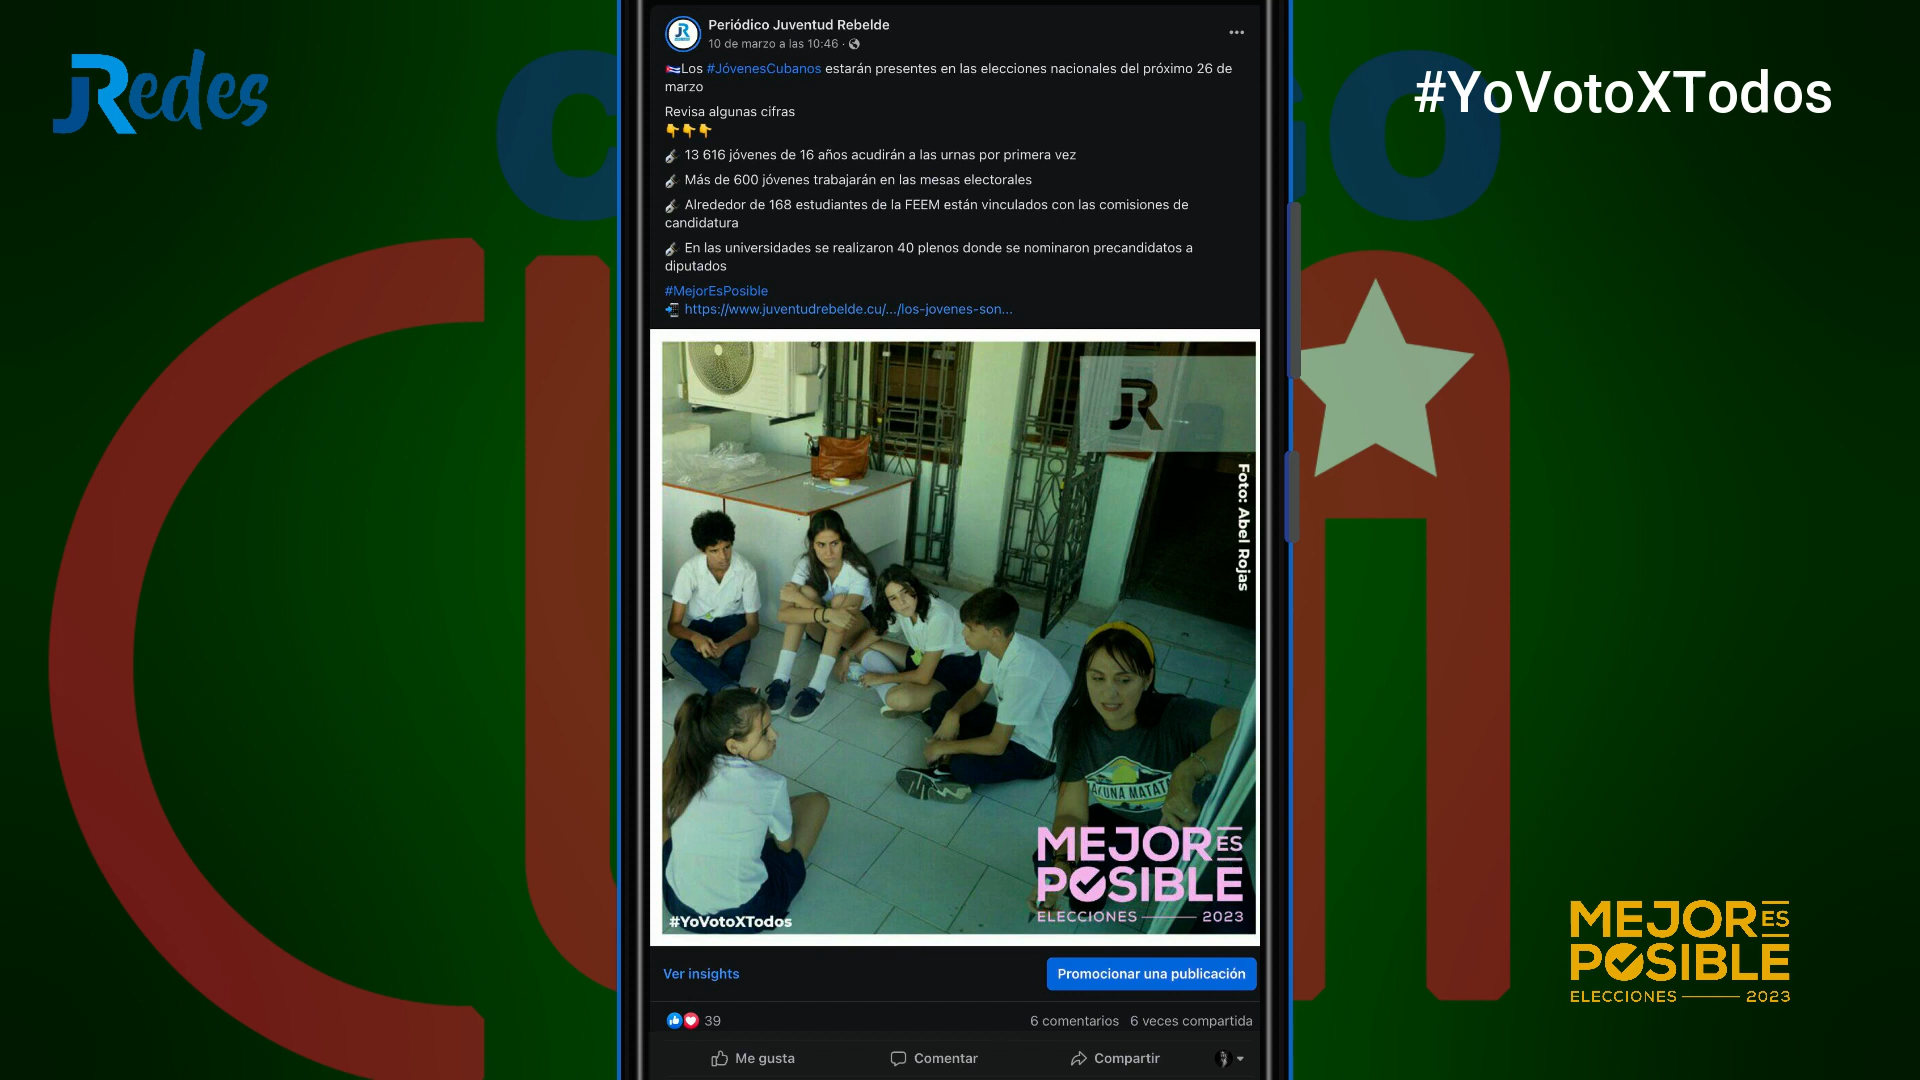 JRedes
#YoVotoXTodos
Periódico Juventud Rebelde
10 de marzo a las 10:46 ·
Los #JóvenesCubanos estarán presentes en las elecciones nacionales del próximo 26 de
marzo
Revisa algunas cifras
13 616 jóvenes de 16 años acudirán a las urnas por primera vez
Más de 600 jóvenes trabajarán en las mesas electorales
Alrededor de 168 estudiantes de la FEEM están vinculados con las comisiones de
candidatura
En las universidades se realizaron 40 plenos donde se nominaron precandidatos a
diputados
#MejorEsPosible
https://www.juventudrebelde.cu/.../los-jovenes-son...
JR
Foto: Abel Rojas
MATAT
MEJOR ES
POSIBLE
ELECCIONES 2023
#YoVotoXTodos
Ver insights
Promocionar una publicación
39
6 comentarios 6 veces compartida
Me gusta
Comentar
Compartir
MEJOR ES
POSIBLE
ELECCIONES 2023